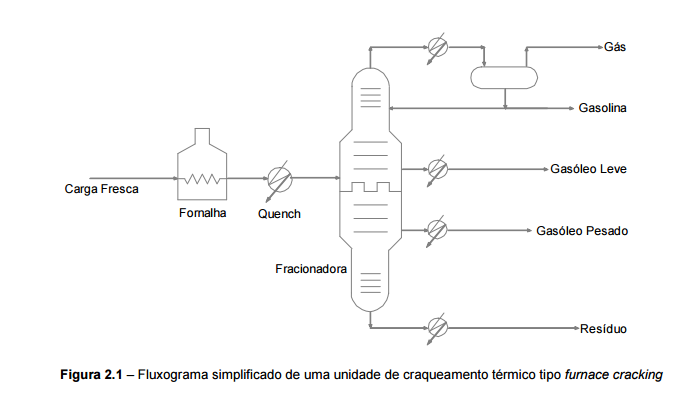 Gás
Gasolina
Gasóleo Leve
Carga Fresca
Fornalha
Quench
Gasóleo Pesado
Fracionadora
Resíduo
Figura 2.1 – Fluxograma simplificado de uma unidade de craqueamento térmico tipo furnace cracking